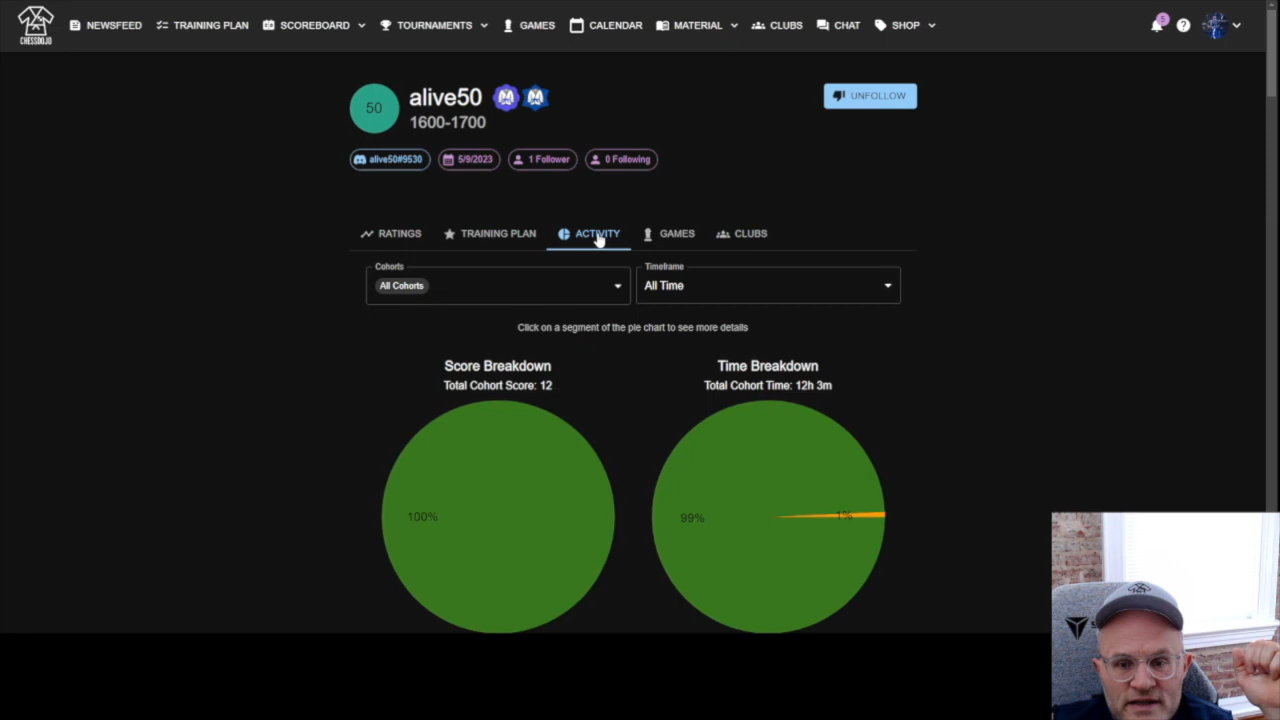 CHESSDOJO
NEWSFEED TRAINING PLAN SCOREBOARD TOURNAMENTS GAMES CALENDAR MATERIAL CLUBS CHAT SHOP
5
50
alive50
UNFOLLOW
1600-1700
alive50#9530 5/9/2023 1 Follower 0 Following
RATINGS TRAINING PLAN ACTIVITY GAMES CLUBS
Cohorts Timeframe
All Cohorts All Time
Click on a segment of the pie chart to see more details
Score Breakdown Time Breakdown
Total Cohort Score: 12 Total Cohort Time: 12h 3m
100% 99% 1%